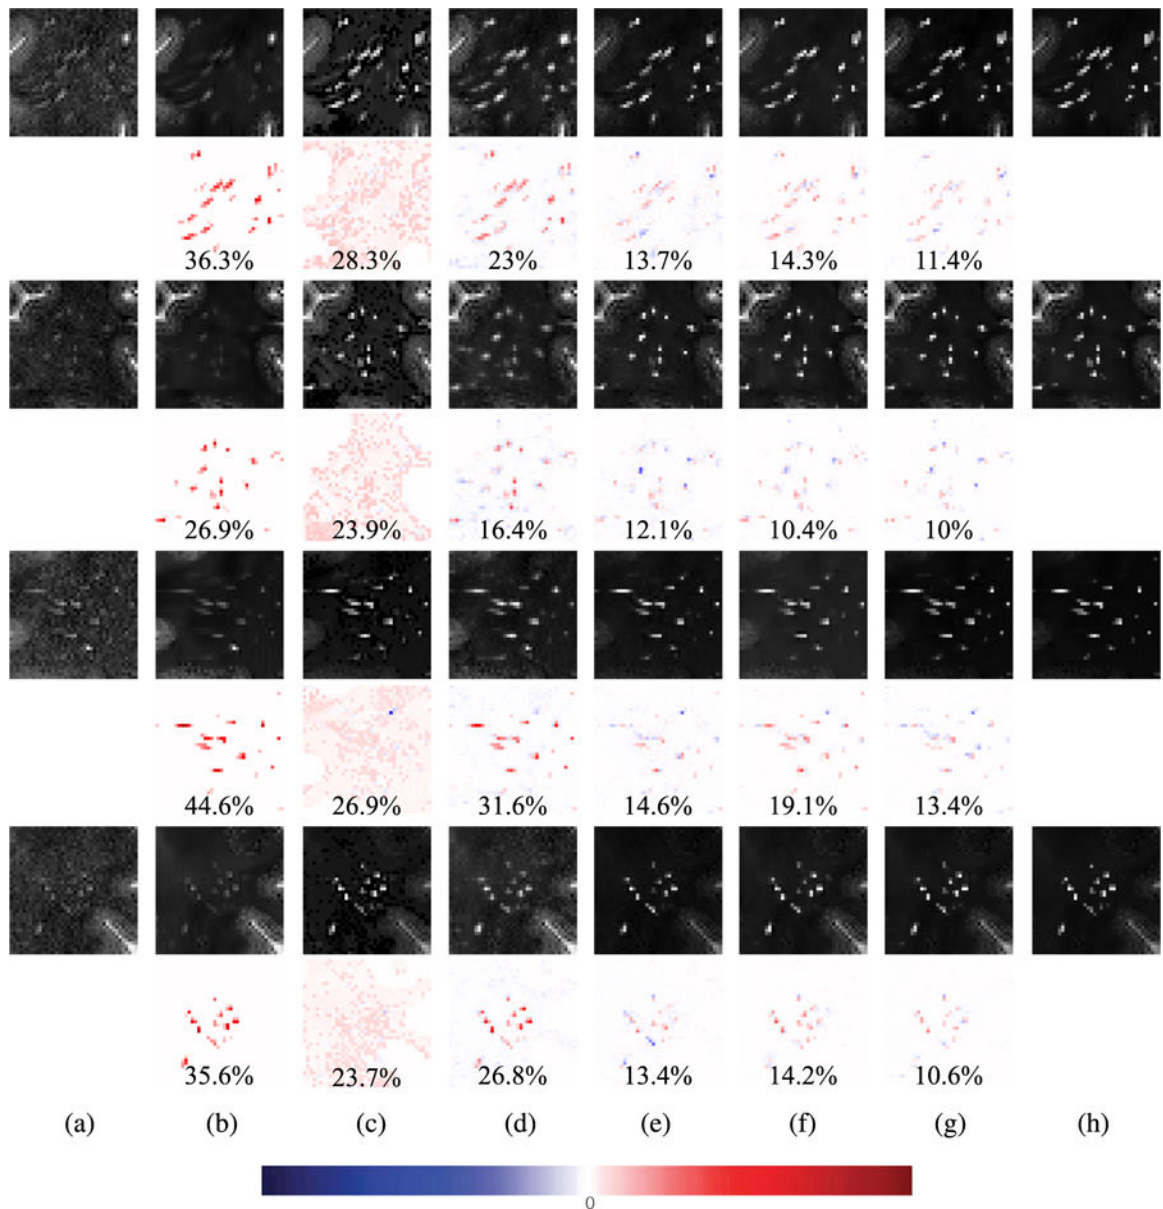 36.3% 28.3% 23% 13.7% 14.3% 11.4%
26.9% 23.9% 16.4% 12.1% 10.4% 10%
44.6% 26.9% 31.6% 14.6% 19.1% 13.4%
35.6% 23.7% 26.8% 13.4% 14.2% 10.6%
(a) (b) (c) (d) (e) (f) (g) (h)
0